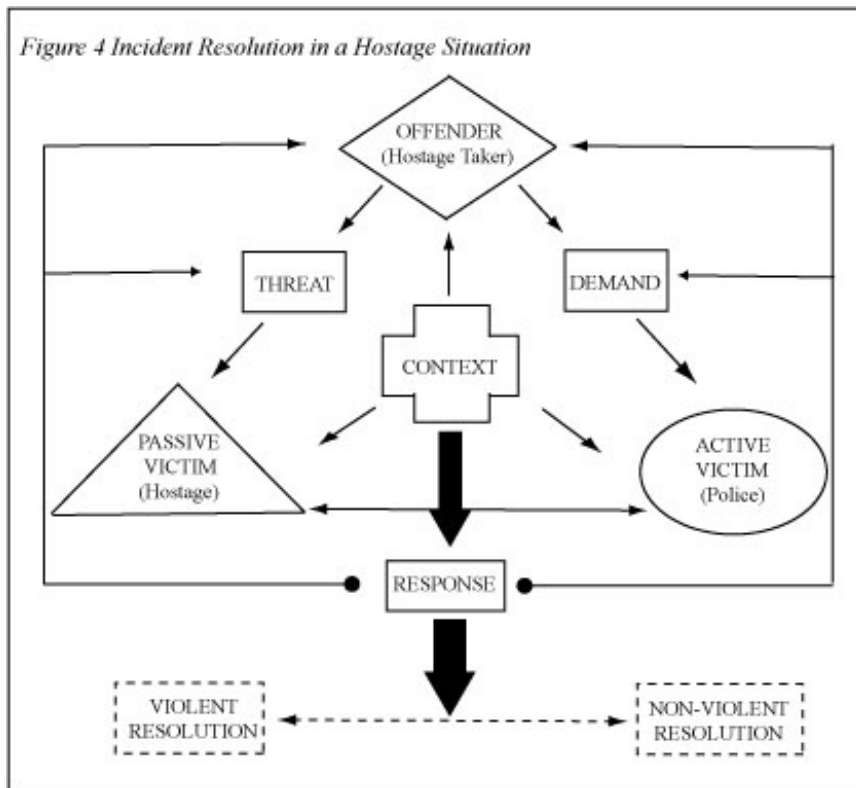 Figure 4 Incident Resolution in a Hostage Situation
OFFENDER
(Hostage Taker)
THREAT
DEMAND
CONTEXT
PASSIVE
VICTIM
(Hostage)
ACTIVE
VICTIM
(Police)
RESPONSE
VIOLENT
RESOLUTION
NON-VIOLENT
RESOLUTION